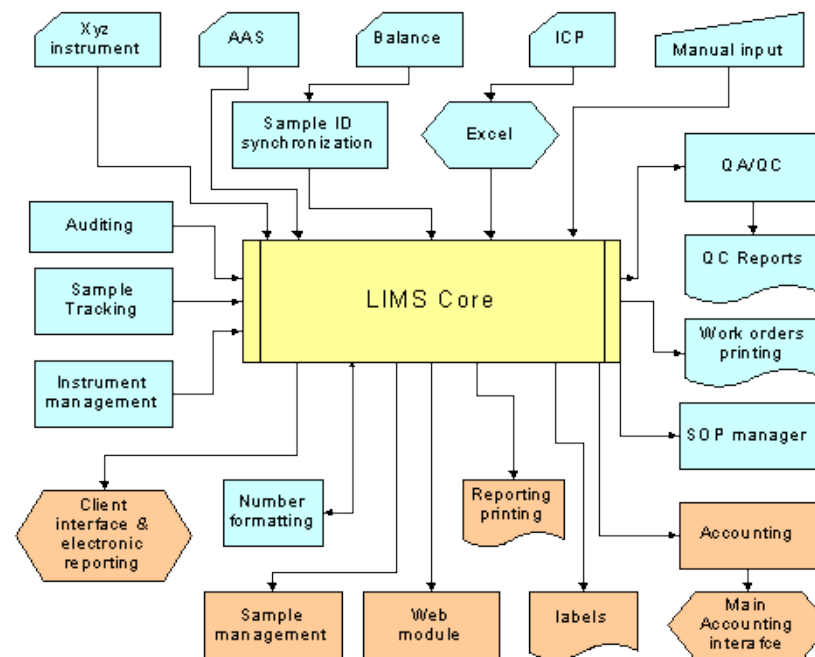 Xyz
instrument
AAS
Balance
ICP
Manual input
Sample ID
synchronization
Excel
QA/QC
Auditing
QC Reports
Sample
Tracking
LIMS Core
Work orders
printing
Instrument
management
SOP manager
Client
interface &
electronic
reporting
Number
formatting
Reporting
printing
Accounting
Sample
management
Web
module
labels
Main
Accounting
interafce